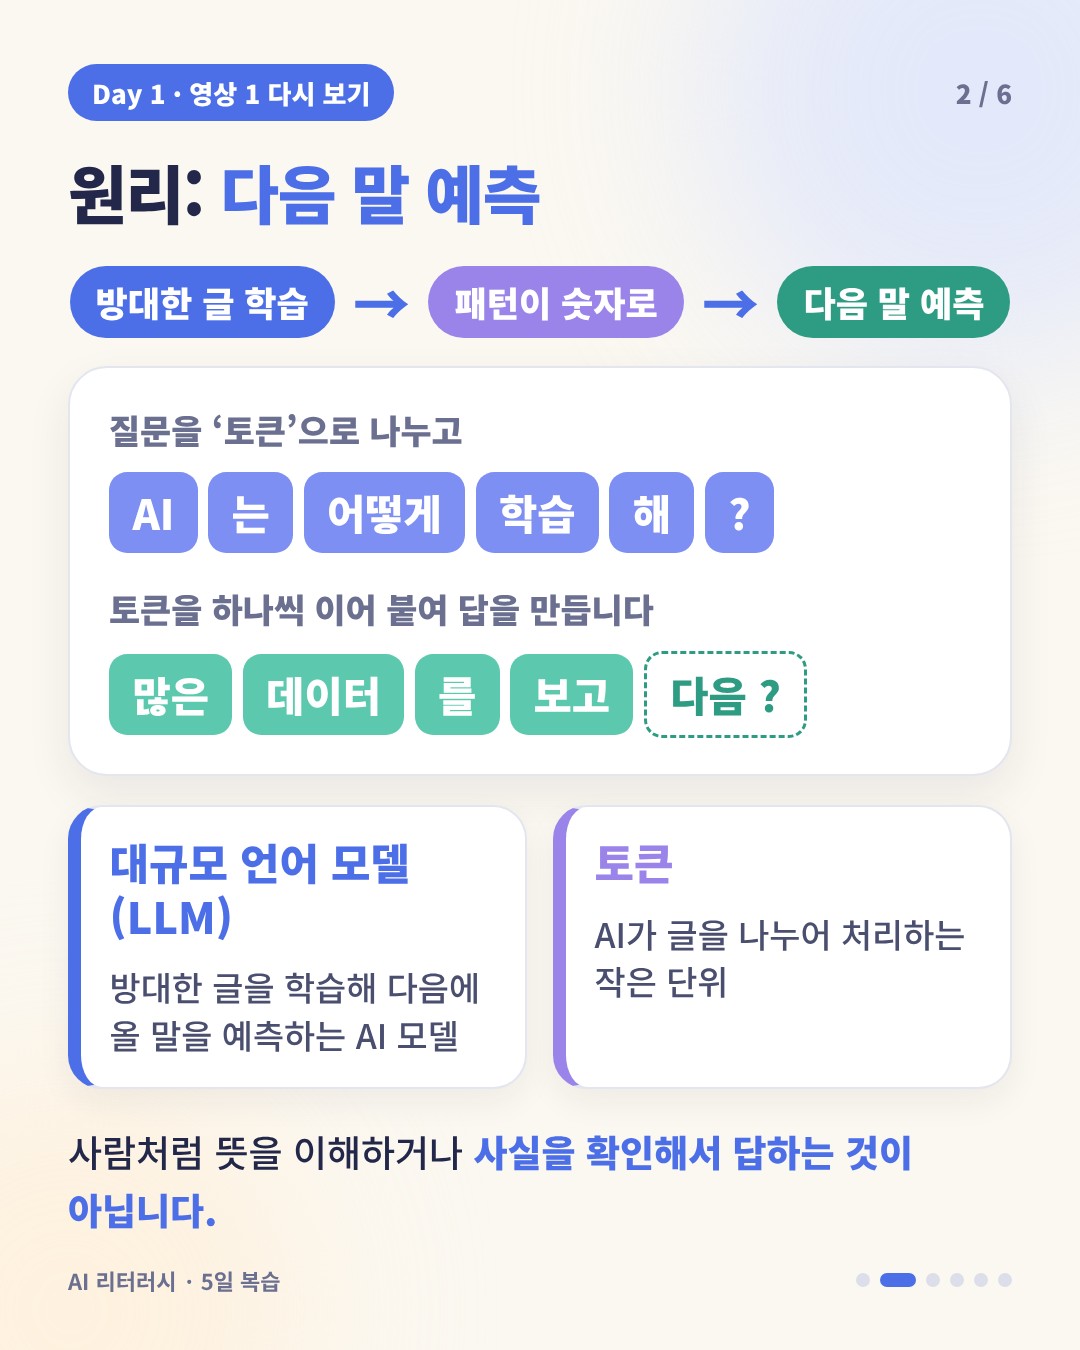 Day 1 · 영상 1 다시 보기
2 / 6
원리: 다음 말 예측
방대한 글 학습 → 패턴이 숫자로 → 다음 말 예측
질문을 ‘토큰’으로 나누고
AI 는 어떻게 학습 해 ?
토큰을 하나씩 이어 붙여 답을 만듭니다
많은 데이터 를 보고 다음 ?
대규모 언어 모델
(LLM)
방대한 글을 학습해 다음에
올 말을 예측하는 AI 모델
토큰
AI가 글을 나누어 처리하는
작은 단위
사람처럼 뜻을 이해하거나 사실을 확인해서 답하는 것이
아닙니다.
AI 리터러시 · 5일 복습